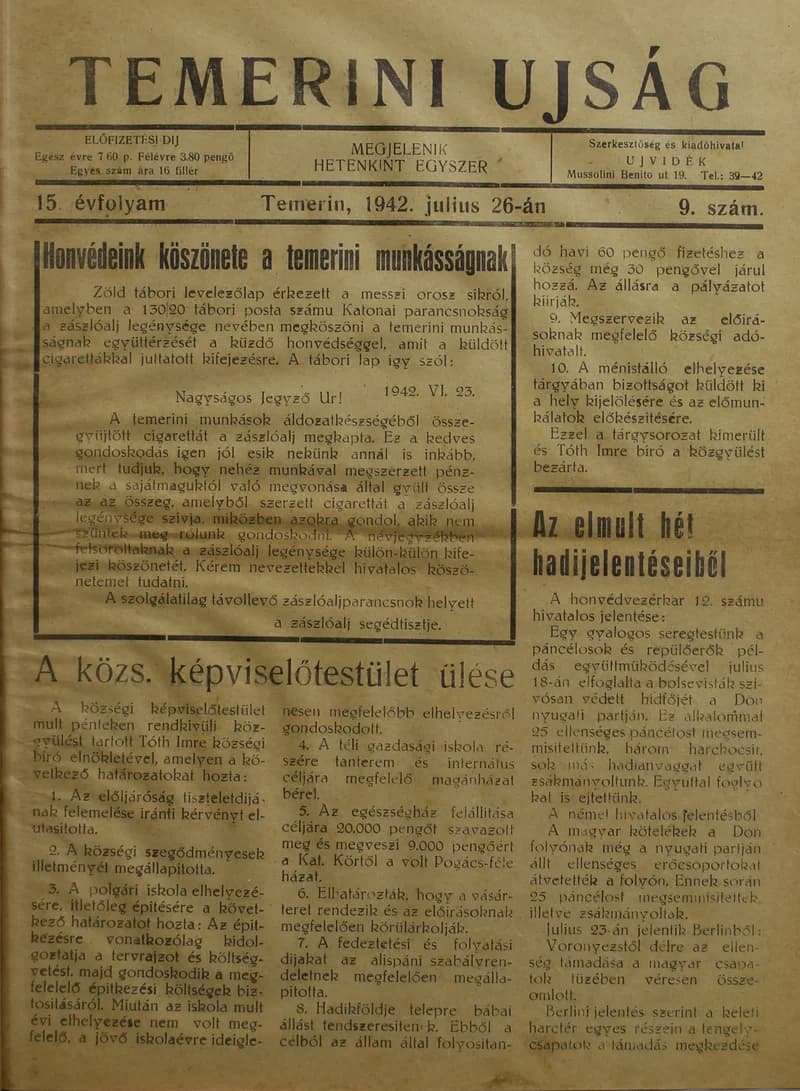 TEMERINI UJSÁG
ELŐFIZETÉSI DIJ
Egész évre 7 60 p. Félévre 3.80 pengő
Egyes szám ára 16 fillér
MEGJELENIK
HETENKINT EGYSZER
Szerkesztőség és kiadóhivatal
UJVIDÉK
Mussolini Benito ut 19. Tel.: 39—42
15. évfolyam
Temerin, 1942. julius 26-án
9. szám.
Honvédeink köszönete a temerini munkásságnak
Zöld tábori levelezőlap érkezett a messzi orosz sikról,
amelyben a 130|20 tábori posta számu Katonai parancsnokság
a zászlóalj legénysége nevében megköszöni a temerini munkás-
ságnak együttérzését a küzdő honvédséggel, amit a küldött
cigarettákkal juttatott kifejezésre. A tábori lap igy szól:
1942. VI. 23.
Nagyságos Jegyző Ur!
A temerini munkások áldozatkészségéből össze-
gyüjtött cigarettát a zászlóalj megkapta. Ez a kedves
gondoskodás igen jól esik nekünk annál is inkább,
mert tudjuk, hogy nehéz munkával megszerzett pénz-
nek a sajátmaguktól való megvonása által gyült össze
az az összeg, amelyből szerzett cigarettát a zászlóalj
legénysége szivja, miközben azokra gondol, akik nem
szüntek meg rólunk gondoskodni. A névjegyzékben
felsoroltaknak a zászlóalj legénysége külön-külön kife-
jezi köszönetét. Kérem nevezettekkel hivatalos köszö-
netemet tudatni.
A szolgálatilag távollevő zászlóaljparancsnok helyett
a zászlóalj segédtisztje.
A közs. képviselőtestület ülése
A községi képviselőtestület
mult pénteken rendkivüli köz-
gyülést tartott Tóth Imre községi
biró elnökletével, amelyen a kö-
vetkező határozatokat hozta:
1. Az előljáróság tiszteletdijá-
nak felemelése iránti kérvényt el-
utasitotta.
2. A községi szegődményesek
illetményét megállapitotta.
3. A polgári iskola elhelyezé-
sére, illetőleg épitésére a követ-
kező határozatot hozta: Az épit-
kezésre vonatkozólag kidol-
goztatja a tervrajzot és költség-
vetést, majd gondoskodik a meg-
felelelő épitkezési költségek biz-
tositásáról. Miután az iskola mult
évi elhelyezése nem volt meg-
felelő, a jövő iskolaévre ideigle-
nesen megfelelőbb elhelyezésről
gondoskodott.
4. A téli gazdasági iskola ré-
szére tanterem és internátus
céljára megfelelő magánházat
bérel.
5. Az egészségház felállitása
céljára 20.000 pengőt szavazott
meg és megveszi 9.000 pengőért
a Kat. Körtől a volt Pogács-féle
házat.
6. Elhatározták, hogy a vásár-
teret rendezik és az előirásoknak
megfelelően körülárkolják.
7. A fedeztetési és folyatási
dijakat az alispáni szabályren-
deletnek megfelelően megálla-
pitotta.
8. Hadikföldje telepre bábai
állást rendszeresitenek. Ebből a
célból az állam által folyositan-
dó havi 60 pengő fizetéshez a
község még 30 pengővel járul
hozzá. Az állásra a pályázatot
kiirják.
9. Megszervezik az előirá-
soknak megfelelő községi adó-
hivatalt.
10. A ménistálló elhelyezése
tárgyában bizottságot küldött ki
a hely kijelölésére és az előmun-
kálatok előkészitésére.
Ezzel a tárgysorozat kimerült
és Tóth Imre biró a közgyülést
bezárta.
Az elmult hét
hadijelentéseiből
A honvédvezérkar 12. számu
hivatalos jelentése:
Egy gyalogos seregtestünk a
páncélosok és repülőerők pél-
dás együttmüködésével julius
18-án elfoglalta a bolsevisták szi-
vósan védett hidfőjét a Don
nyugati partján. Ez alkalommal
25 ellenséges páncélost megsem-
misitettünk, három harckocsit,
sok más hadianyaggal együtt
zsákmányoltunk. Egyuttal foglyo
kat is ejtettünk.
A német hivatalos jelentésből
A magyar kötelékek a Don
folyónak még a nyugati partján
állt ellenséges erőcsoportokat
átvetették a folyón. Ennek során
25 páncélost megsemmisitettek,
illetve zsákmányoltak.
Julius 23-án jelentik Berlinből:
Voronyezstől délre az ellen-
ség támadása a magyar csapa-
tok tüzében véresen össze-
omlott.
Berlini jelentés szerint a keleti
harctér egyes részein a tengely-
csapatok a támadás megkezdése